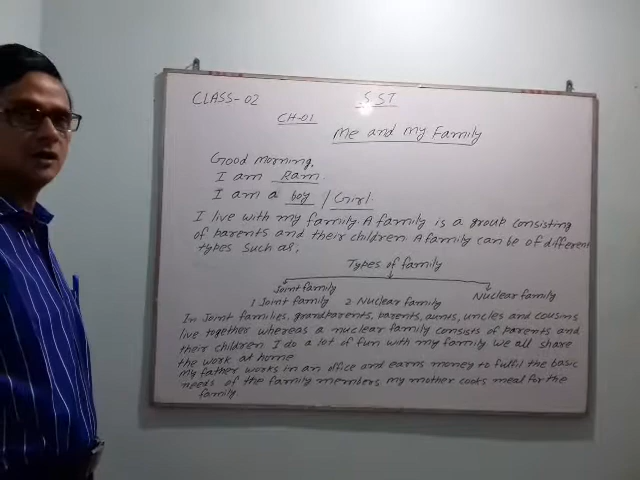 CLASS-02 SST
CH-01
Me and My Family
Good morning,
I am Ram.
I am a boy / Girl
I live with my family. A family is a group consisting
of parents and their children. A family can be of different
types such as,
Types of family
Joint family Nuclear family
1 Joint family 2 Nuclear family
In Joint families, grandparents, parents, aunts, uncles and cousins
live together whereas a nuclear family consists of parents and
their children I do a lot of fun with my family we all share
the work at home
my father works in an office and earns money to fulfil the basic
needs of the family members my mother cooks meal for the
family